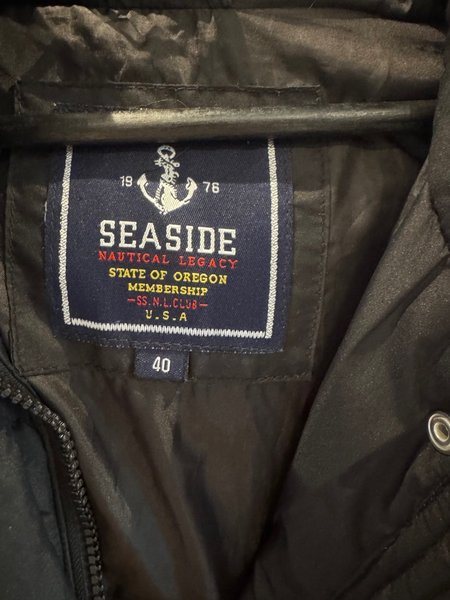 19 76
SEASIDE
NAUTICAL LEGACY
STATE OF OREGON
MEMBERSHIP
-SS.N.L.CLUB-
U.S.A
40